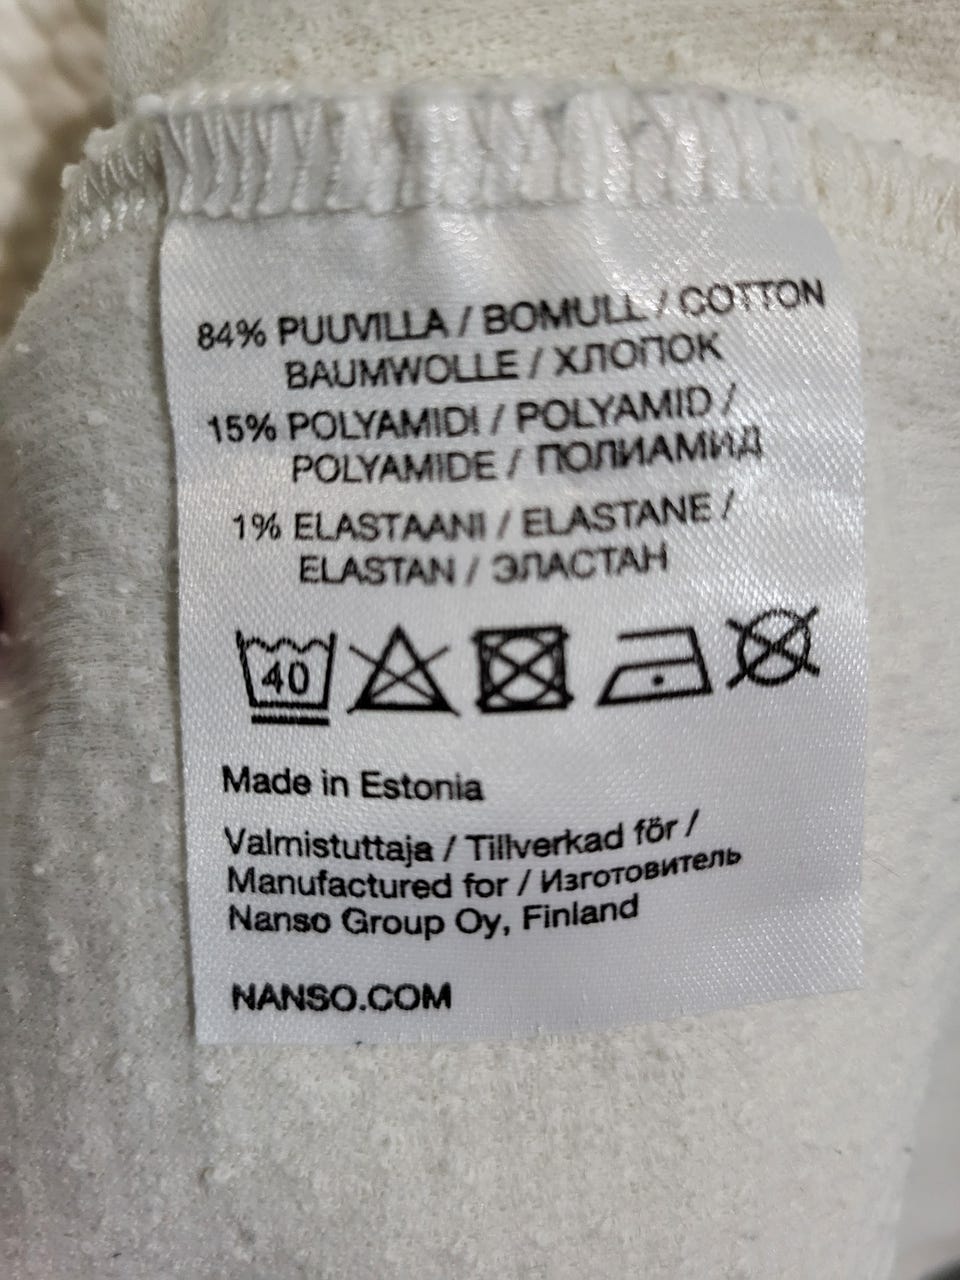 84% PUUVILLA / BOMULL / COTTON
BAUMWOLLE / ХЛОПОК
15% POLYAMIDI / POLYAMID /
POLYAMIDE / ПОЛИАМИД
1% ELASTAANI / ELASTANE /
ELASTAN / ЭЛАСТАН
40
Made in Estonia
Valmistuttaja / Tillverkad för /
Manufactured for / Изготовитель
Nanso Group Oy, Finland
NANSO.COM